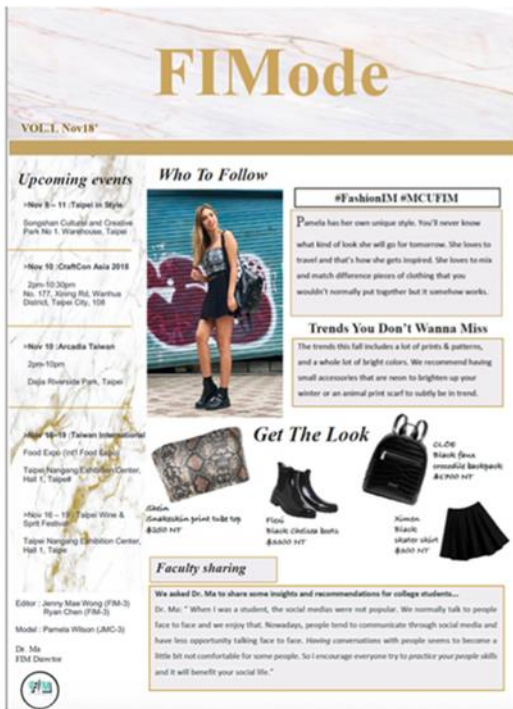 FIMode
VOL.1, Nov18'
Upcoming events
»Nov 8 – 11 :Taipei in Style
Songshan Cultural and Creative
Park No 1. Warehouse, Taipei
»Nov 10 :CraftCon Asia 2018
2pm-10:30pm
No. 177, Xining Rd, Wanhua
District, Taipei City, 108
»Nov 10 :Arcadia Taiwan
2pm-10pm
Dajia Riverside Park, Taipei
»Nov 16–19 :Taiwan International
Food Expo (Int'l Food Expo)
Taipei Nangang Exhibition Center,
Hall 1, Taipei
»Nov 16 – 19 :Taipei Wine &
Spirit Festival
Taipei Nangang Exhibition Center,
Hall 1, Taipei
Editor : Jenny Mae Wong (FIM-3)
Ryan Chen (FIM-3)
Model : Pamela Wilson (JMC-3)
Dr. Ma
FIM Director
Who To Follow
#FashionIM #MCUFIM
Pamela has her own unique style. You'll never know
what kind of look she will go for tomorrow. She loves to
travel and that's how she gets inspired. She loves to mix
and match difference pieces of clothing that you
wouldn't normally put together but it somehow works.
Trends You Don't Wanna Miss
The trends this fall includes a lot of prints & patterns,
and a whole lot of bright colors. We recommend having
small accessories that are neon to brighten up your
winter or an animal print scarf to subtly be in trend.
Get The Look
Shein
Snakeskin print tube top
$250 NT
Flexi
Black Chelsea boots
CLOE
Black faux
crocodile backpack
$1700 NT
Ximen
Black
skater skirt
$200 NT
Faculty sharing
We asked Dr. Ma to share some insights and recommendations for college students...
Dr. Ma: " When I was a student, the social medias were not popular. We normally talk to people
face to face and we enjoy that. Nowadays, people tend to communicate through social media and
have less opportunity talking face to face. Having conversations with people seems to become a
little bit not comfortable for some people. So I encourage everyone try to practice your people skills
and it will benefit your social life."